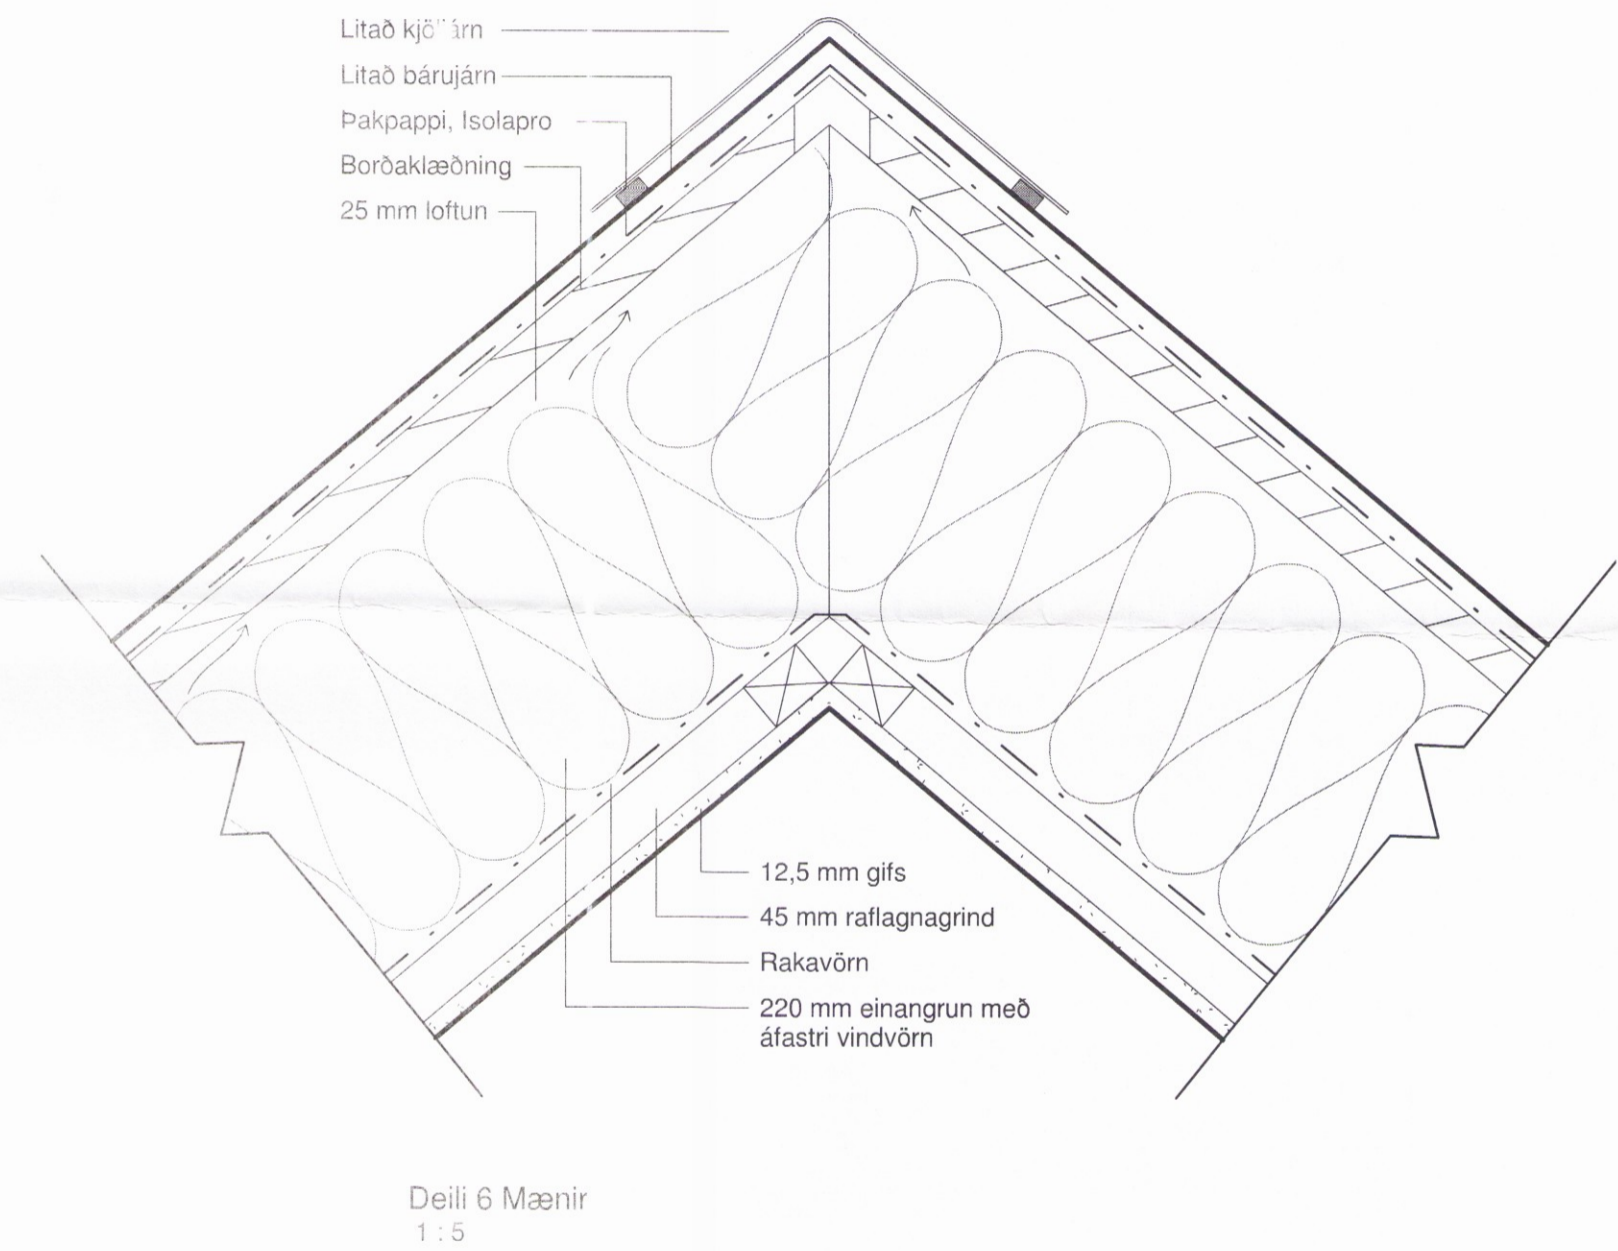 Litað
Litað bárujárn
Þakpappi, Isolapro
Borðaklæðning
25 mm loftun
12,5 mm gifs
45 mm raflagnagrind
Rakavörn
220 mm einangrun með
áfastri vindvörn
Deili 6 Mænir
1 : 5